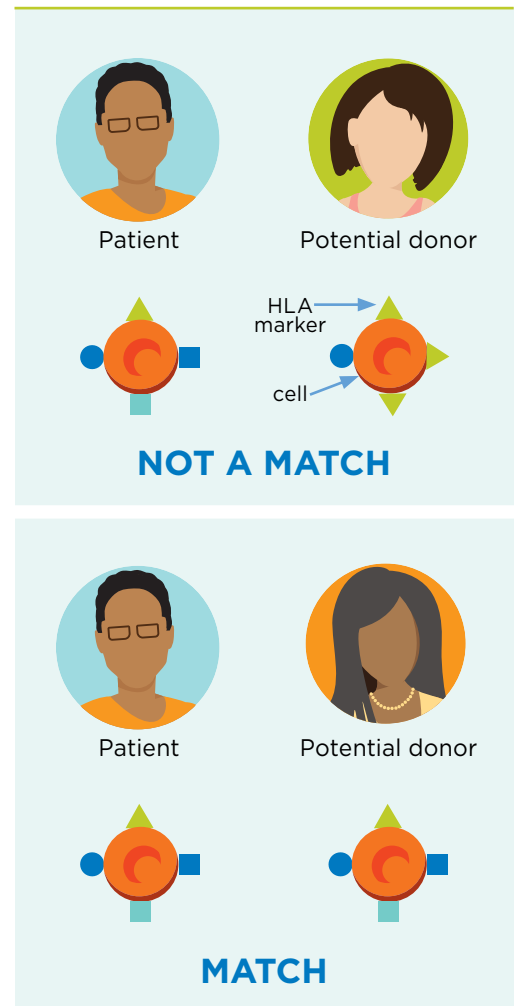 Patient
Potential donor
HLA
marker
cell
NOT A MATCH
Patient
Potential donor
MATCH